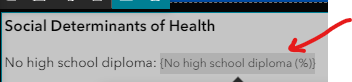 Social Determinants of Health
No high school diploma: {No high school diploma (%)}